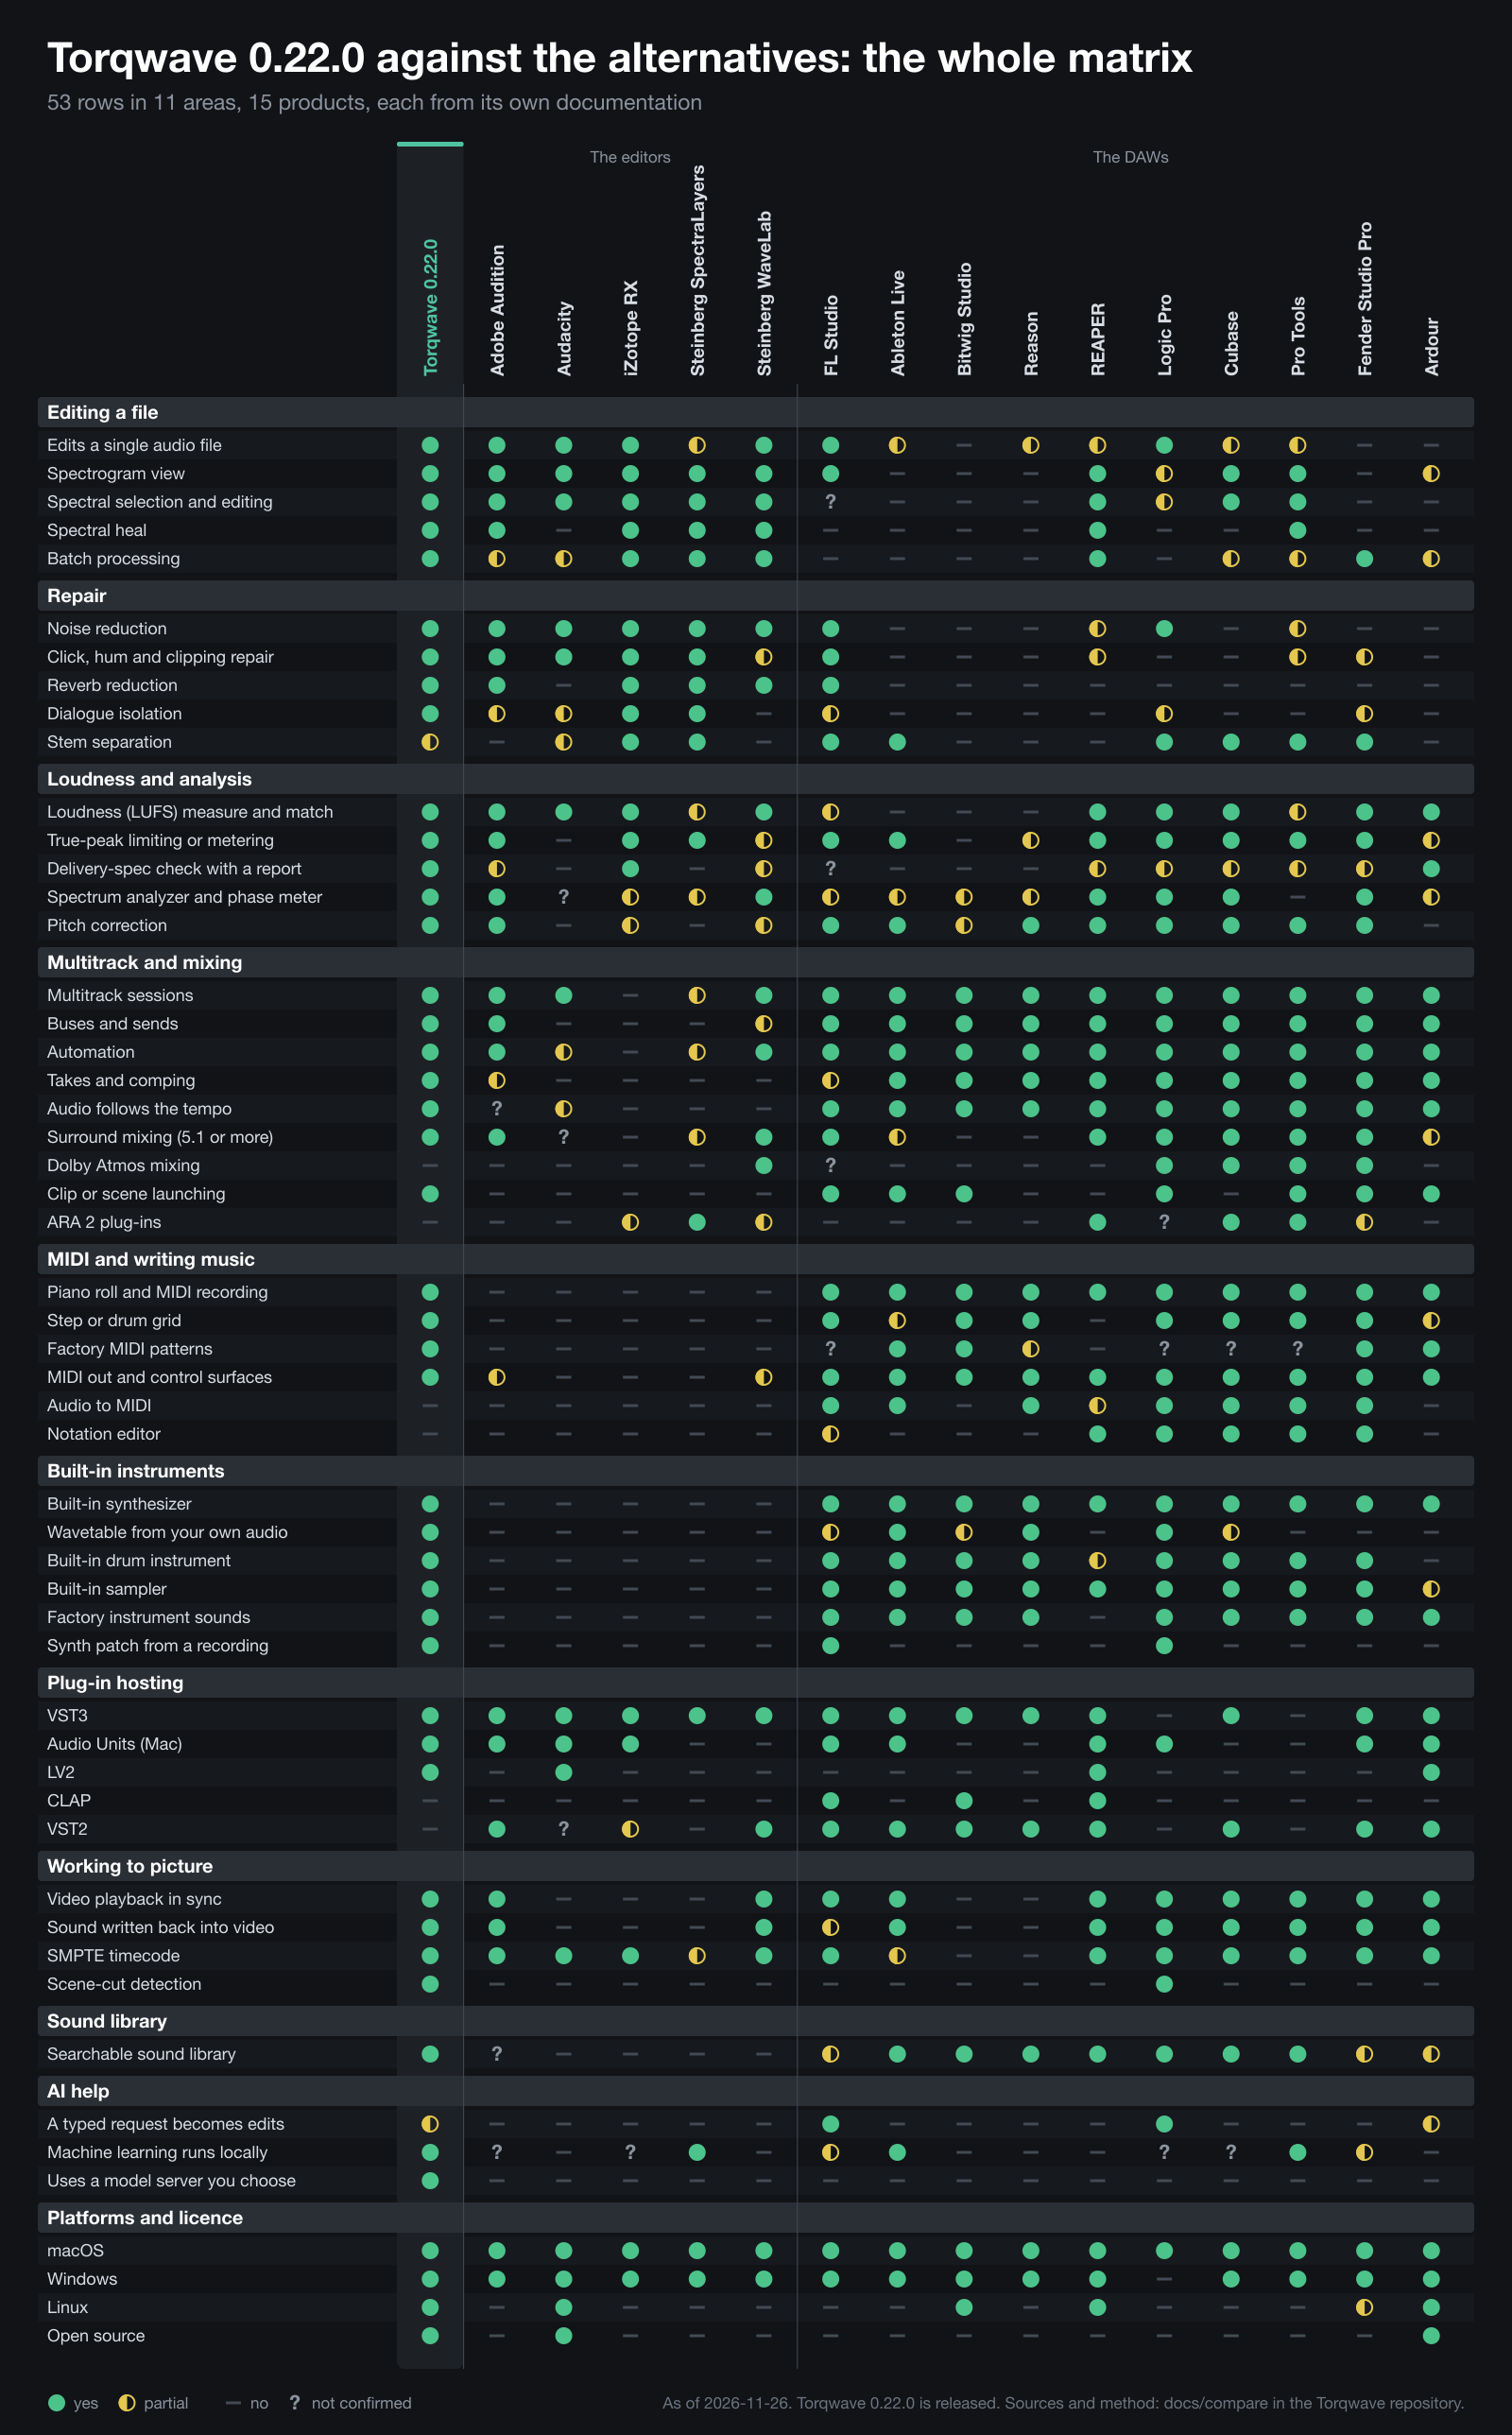 Torqwave 0.22.0 against the alternatives: the whole matrix
53 rows in 11 areas, 15 products, each from its own documentation
The editors
The DAWs
Torqwave 0.22.0
Adobe Audition
Audacity
iZotope RX
Steinberg SpectraLayers
Steinberg WaveLab
FL Studio
Ableton Live
Bitwig Studio
Reason
REAPER
Logic Pro
Cubase
Pro Tools
Fender Studio Pro
Ardour
Editing a file
Edits a single audio file
Spectrogram view
Spectral selection and editing
?
Spectral heal
Batch processing
Repair
Noise reduction
Click, hum and clipping repair
Reverb reduction
Dialogue isolation
Stem separation
Loudness and analysis
Loudness (LUFS) measure and match
True-peak limiting or metering
Delivery-spec check with a report
?
Spectrum analyzer and phase meter
?
Pitch correction
Multitrack and mixing
Multitrack sessions
Buses and sends
Automation
Takes and comping
Audio follows the tempo
?
Surround mixing (5.1 or more)
?
Dolby Atmos mixing
?
Clip or scene launching
ARA 2 plug-ins
?
MIDI and writing music
Piano roll and MIDI recording
Step or drum grid
Factory MIDI patterns
? ? ? ?
MIDI out and control surfaces
Audio to MIDI
Notation editor
Built-in instruments
Built-in synthesizer
Wavetable from your own audio
Built-in drum instrument
Built-in sampler
Factory instrument sounds
Synth patch from a recording
Plug-in hosting
VST3
Audio Units (Mac)
LV2
CLAP
VST2
?
Working to picture
Video playback in sync
Sound written back into video
SMPTE timecode
Scene-cut detection
Sound library
Searchable sound library
?
AI help
A typed request becomes edits
Machine learning runs locally
? ? ? ?
Uses a model server you choose
Platforms and licence
macOS
Windows
Linux
Open source
yes partial no ? not confirmed
As of 2026-11-26. Torqwave 0.22.0 is released. Sources and method: docs/compare in the Torqwave repository.